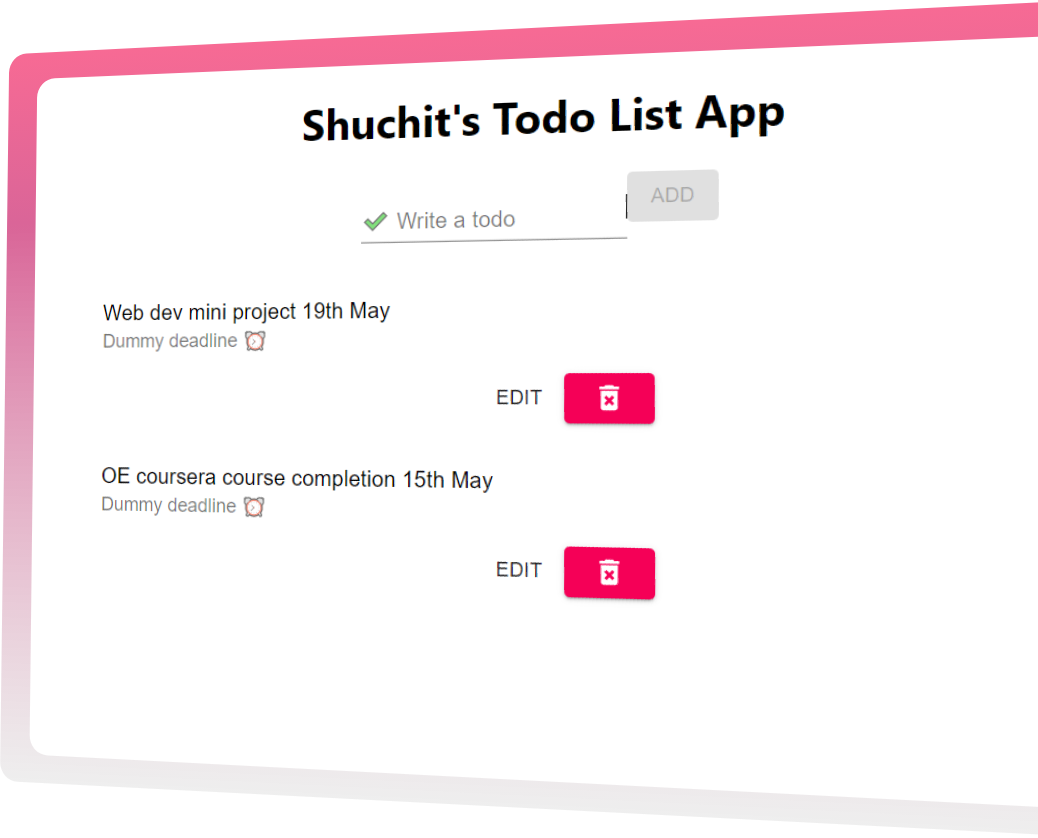 Shuchit's Todo List App
✅ Write a todo
ADD
Web dev mini project 19th May
Dummy deadline ⏰
EDIT
OE coursera course completion 15th May
Dummy deadline ⏰
EDIT